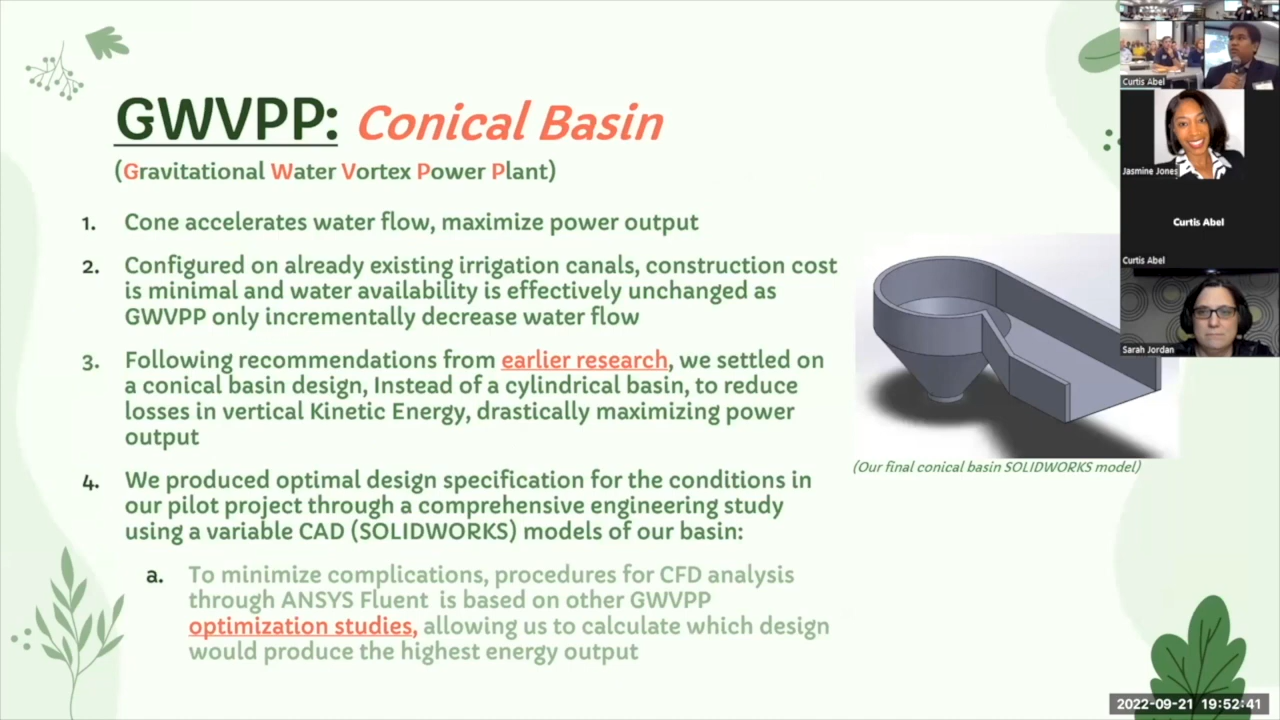 GWVPP: Conical Basin
(Gravitational Water Vortex Power Plant)
1. Cone accelerates water flow, maximize power output
2. Configured on already existing irrigation canals, construction cost
is minimal and water availability is effectively unchanged as
GWVPP only incrementally decrease water flow
3. Following recommendations from earlier research, we settled on
a conical basin design, Instead of a cylindrical basin, to reduce
losses in vertical Kinetic Energy, drastically maximizing power
output
4. We produced optimal design specification for the conditions in
our pilot project through a comprehensive engineering study
using a variable CAD (SOLIDWORKS) models of our basin:
a. To minimize complications, procedures for CFD analysis
through ANSYS Fluent is based on other GWVPP
optimization studies, allowing us to calculate which design
would produce the highest energy output
(Our final conical basin SOLIDWORKS model)
Curtis Abel
Jasmine Jones
Curtis Abel
Curtis Abel
Sarah Jordan
2022-09-21 19:52:41